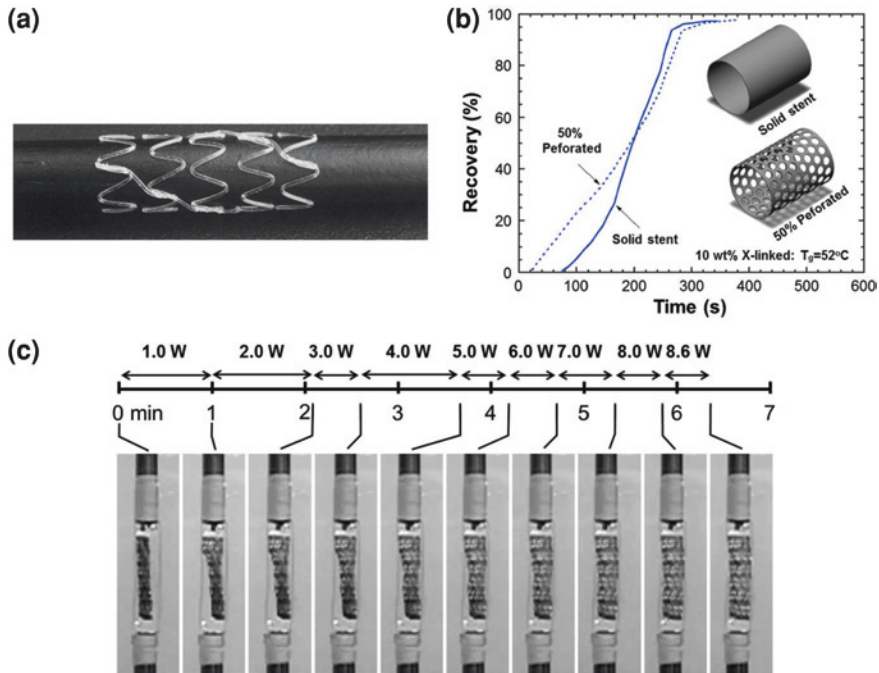 (a)
(b)
100
80
60
40
20
0
Recovery (%)
0 100 200 300 400 500 600
Time (s)
50%
Peforated
Solid stent
Solid stent
50% Peforated
10 wt% X-linked: Tg=52°C
(c)
1.0 W 2.0 W 3.0 W 4.0 W 5.0 W 6.0 W 7.0 W 8.0 W 8.6 W
0 min 1 2 3 4 5 6 7